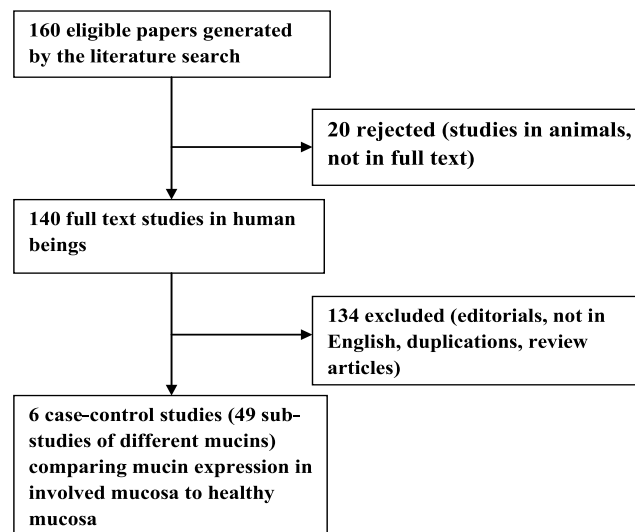 160 eligible papers generated
by the literature search
20 rejected (studies in animals,
not in full text)
140 full text studies in human
beings
134 excluded (editorials, not in
English, duplications, review
articles)
6 case-control studies (49 sub-
studies of different mucins)
comparing mucin expression in
involved mucosa to healthy
mucosa